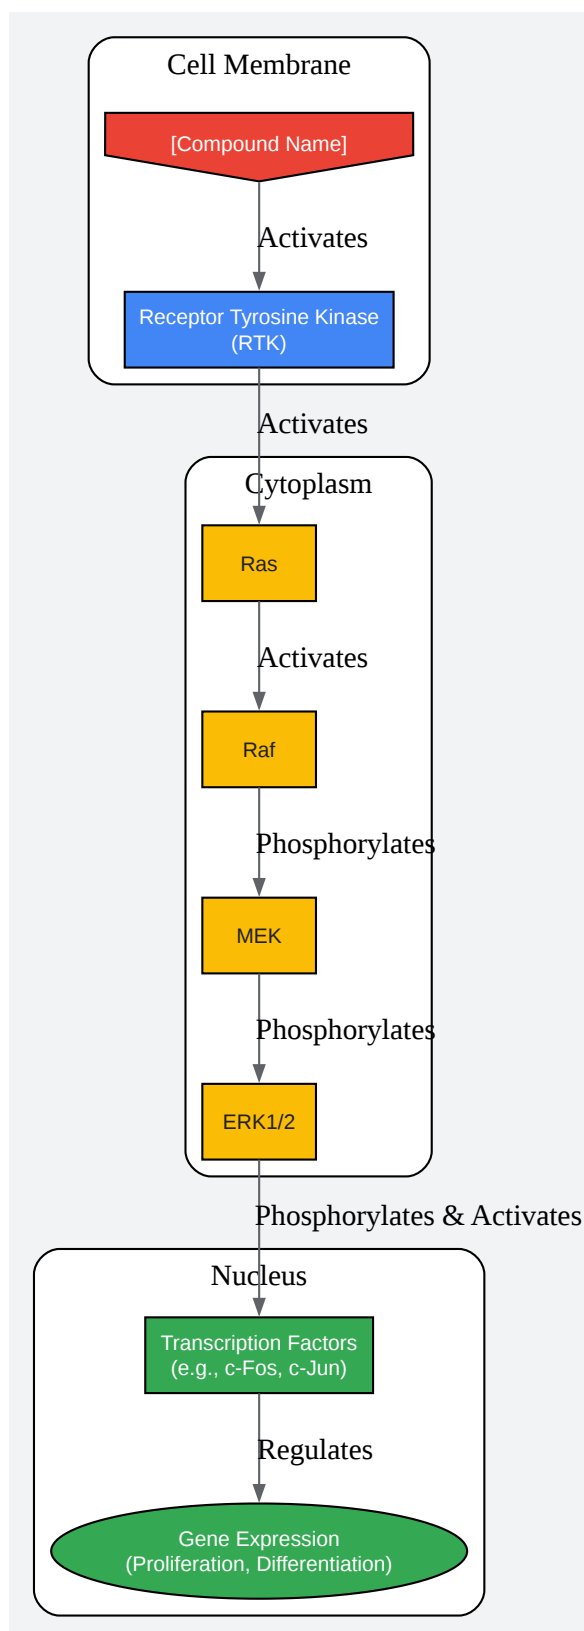 Cell Membrane
[Compound Name]
Activates
Receptor Tyrosine Kinase
(RTK)
Activates
Cytoplasm
Ras
Activates
Raf
Phosphorylates
MEK
Phosphorylates
ERK1/2
Phosphorylates & Activates
Nucleus
Transcription Factors
(e.g., c-Fos, c-Jun)
Regulates
Gene Expression
(Proliferation, Differentiation)